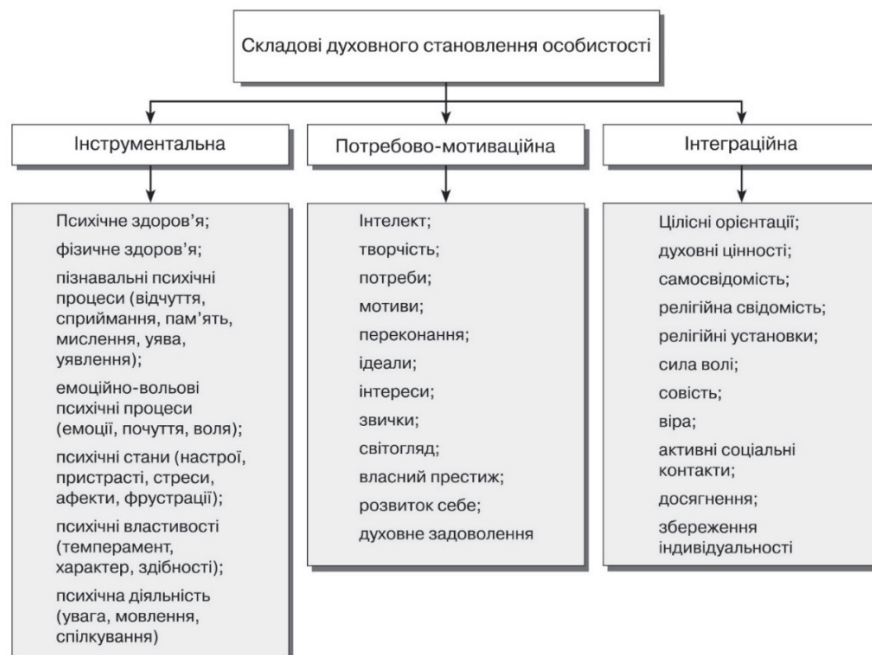 Складові духовного становлення особистості
Інструментальна
Потребово-мотиваційна
Інтеграційна
Психічне здоров’я;
фізичне здоров’я;
пізнавальні психічні
процеси (відчуття,
сприймання, пам’ять,
мислення, уява,
уявлення);
емоційно-вольові
психічні процеси
(емоції, почуття, воля);
психічні стани (настрої,
пристрасті, стреси,
афекти, фрустрації);
психічні властивості
(темперамент,
характер, здібності);
психічна діяльність
(увага, мовлення,
спілкування)
Інтелект;
творчість;
потреби;
мотиви;
переконання;
ідеали;
інтереси;
звички;
світогляд;
власний престиж;
розвиток себе;
духовне задоволення
Цілісні орієнтації;
духовні цінності;
самосвідомість;
релігійна свідомість;
релігійні установки;
сила волі;
совість;
віра;
активні соціальні
контакти;
досягнення;
збереження
індивідуальності